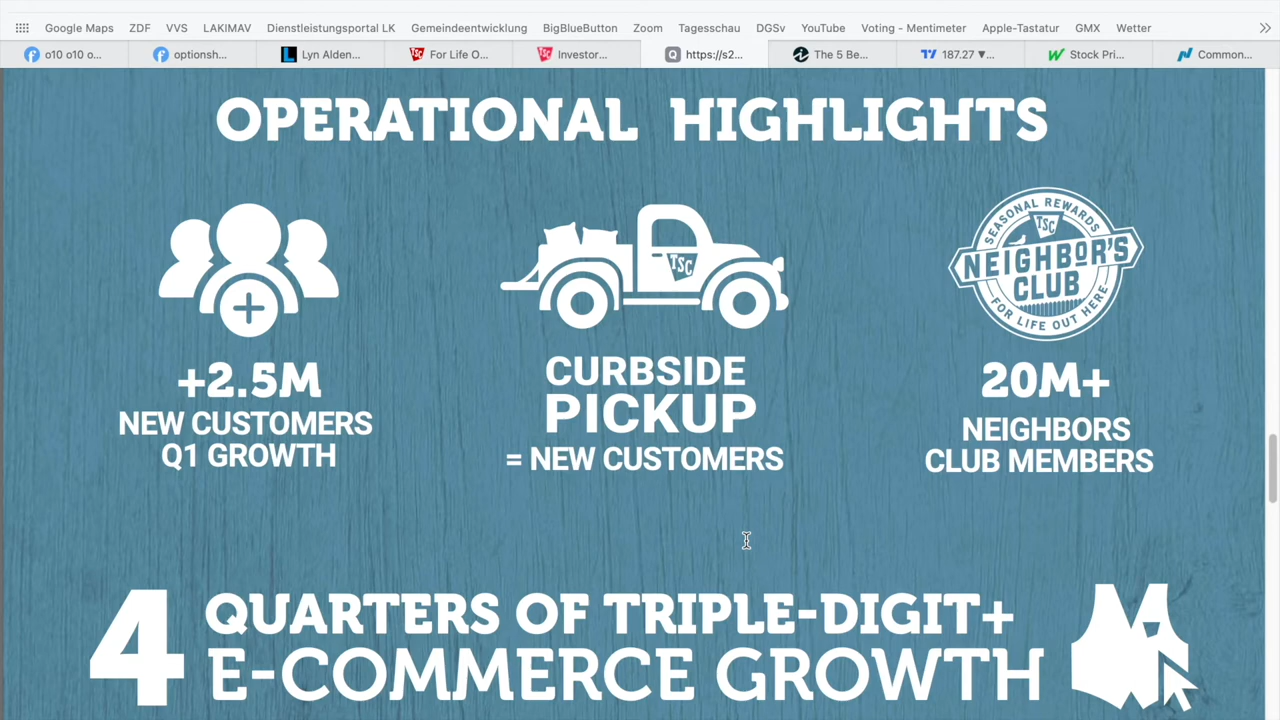 Google Maps ZDF VVS LAKIMAV Dienstleistungsportal LK Gemeindeentwicklung BigBlueButton Zoom Tagesschau DGSv YouTube Voting - Mentimeter Apple-Tastatur GMX Wetter
o10 o10 o... optionsh... Lyn Alden... For Life O... Investor... https://s2... The 5 Be... 187.27 ▼... Stock Pri... Common...
OPERATIONAL HIGHLIGHTS
SEASONAL REWARDS
TSC
NEIGHBOR'S
CLUB
FOR LIFE OUT HERE
TSC
+2.5M
NEW CUSTOMERS
Q1 GROWTH
CURBSIDE
PICKUP
= NEW CUSTOMERS
20M+
NEIGHBORS
CLUB MEMBERS
4 QUARTERS OF TRIPLE-DIGIT+
E-COMMERCE GROWTH